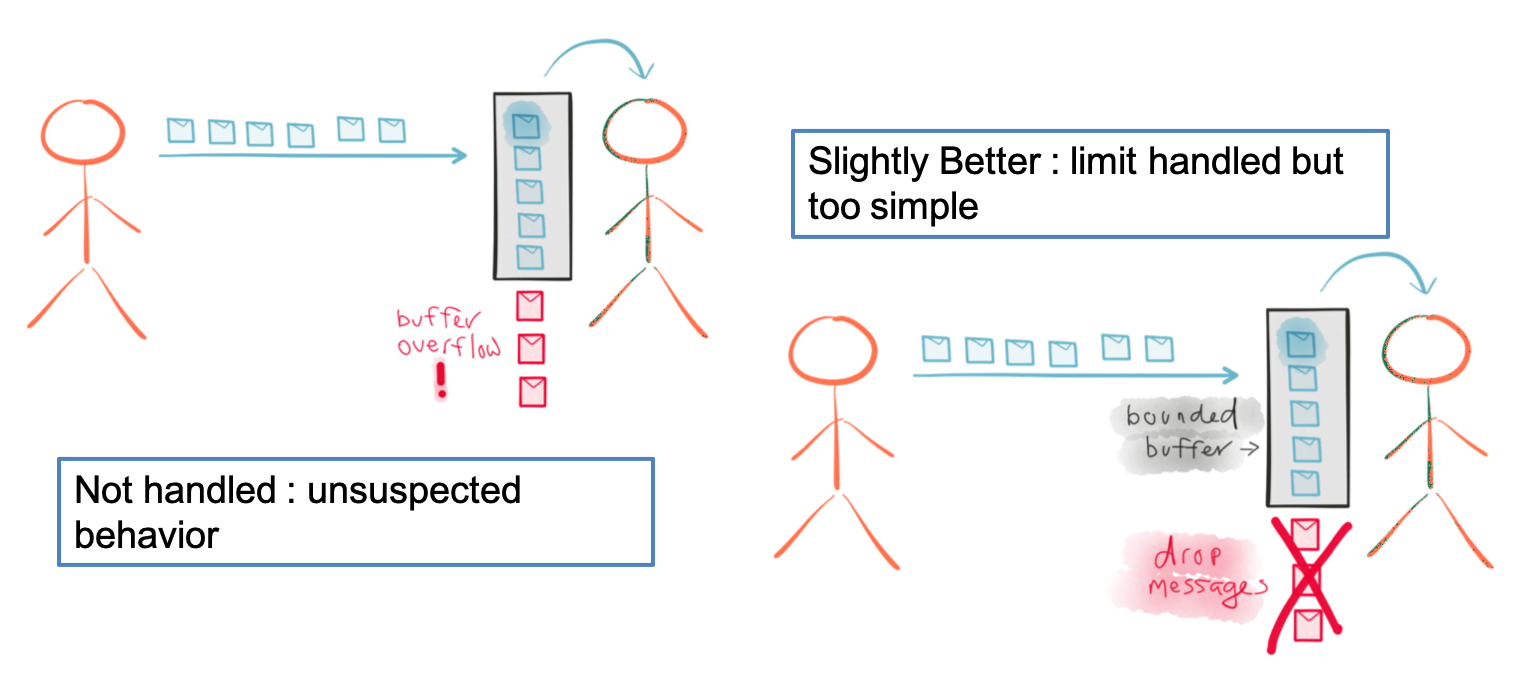 buffer
overflow
!
Not handled : unsuspected
behavior
Slightly Better : limit handled but
too simple
bounded
buffer →
drop
messages